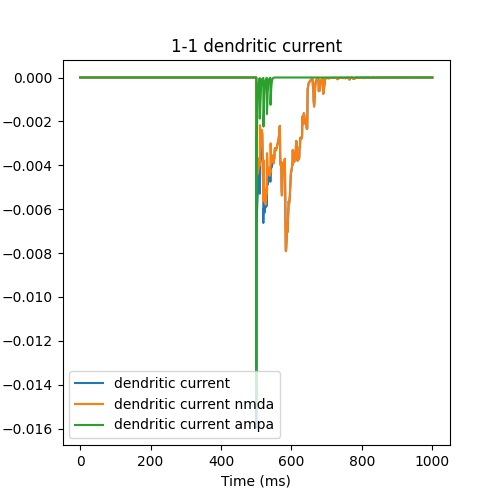 1-1 dendritic current
0.000
−0.002
−0.004
−0.006
−0.008
−0.010
−0.012
−0.014
−0.016
dendritic current
dendritic current nmda
dendritic current ampa
0 200 400 600 800 1000
Time (ms)